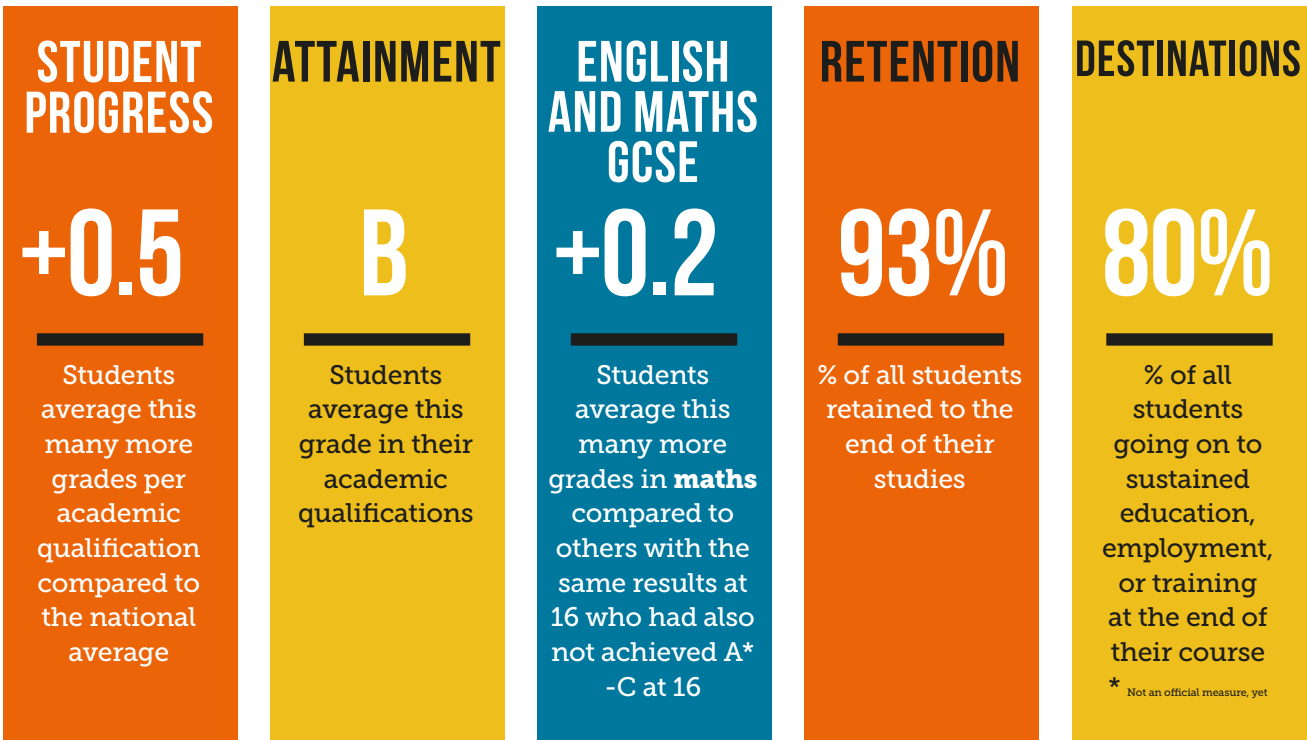 STUDENT
PROGRESS
+0.5
Students
average this
many more
grades per
academic
qualification
compared to
the national
average
ATTAINMENT
B
Students
average this
grade in their
academic
qualifications
ENGLISH
AND MATHS
GCSE
+0.2
Students
average this
many more
grades in maths
compared to
others with the
same results at
16 who had also
not achieved A*
-C at 16
RETENTION
93%
% of all students
retained to the
end of their
studies
DESTINATIONS
80%
% of all
students
going on to
sustained
education,
employment,
or training
at the end of
their course
* Not an official measure, yet